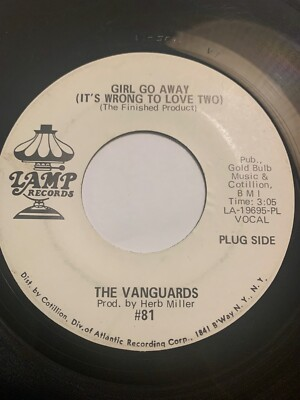 GIRL GO AWAY
(IT'S WRONG TO LOVE TWO)
(The Finished Product)
LAMP
RECORDS
Pub.,
Gold Bulb
Music &
Cotillion,
BMI
Time: 3:05
LA-19695-PL
VOCAL
PLUG SIDE
THE VANGUARDS
Prod. by Herb Miller
#81
Dist. by Cotillion, Div.of Atlantic Recording Corp., 1841 B'Way N.Y., N.Y.